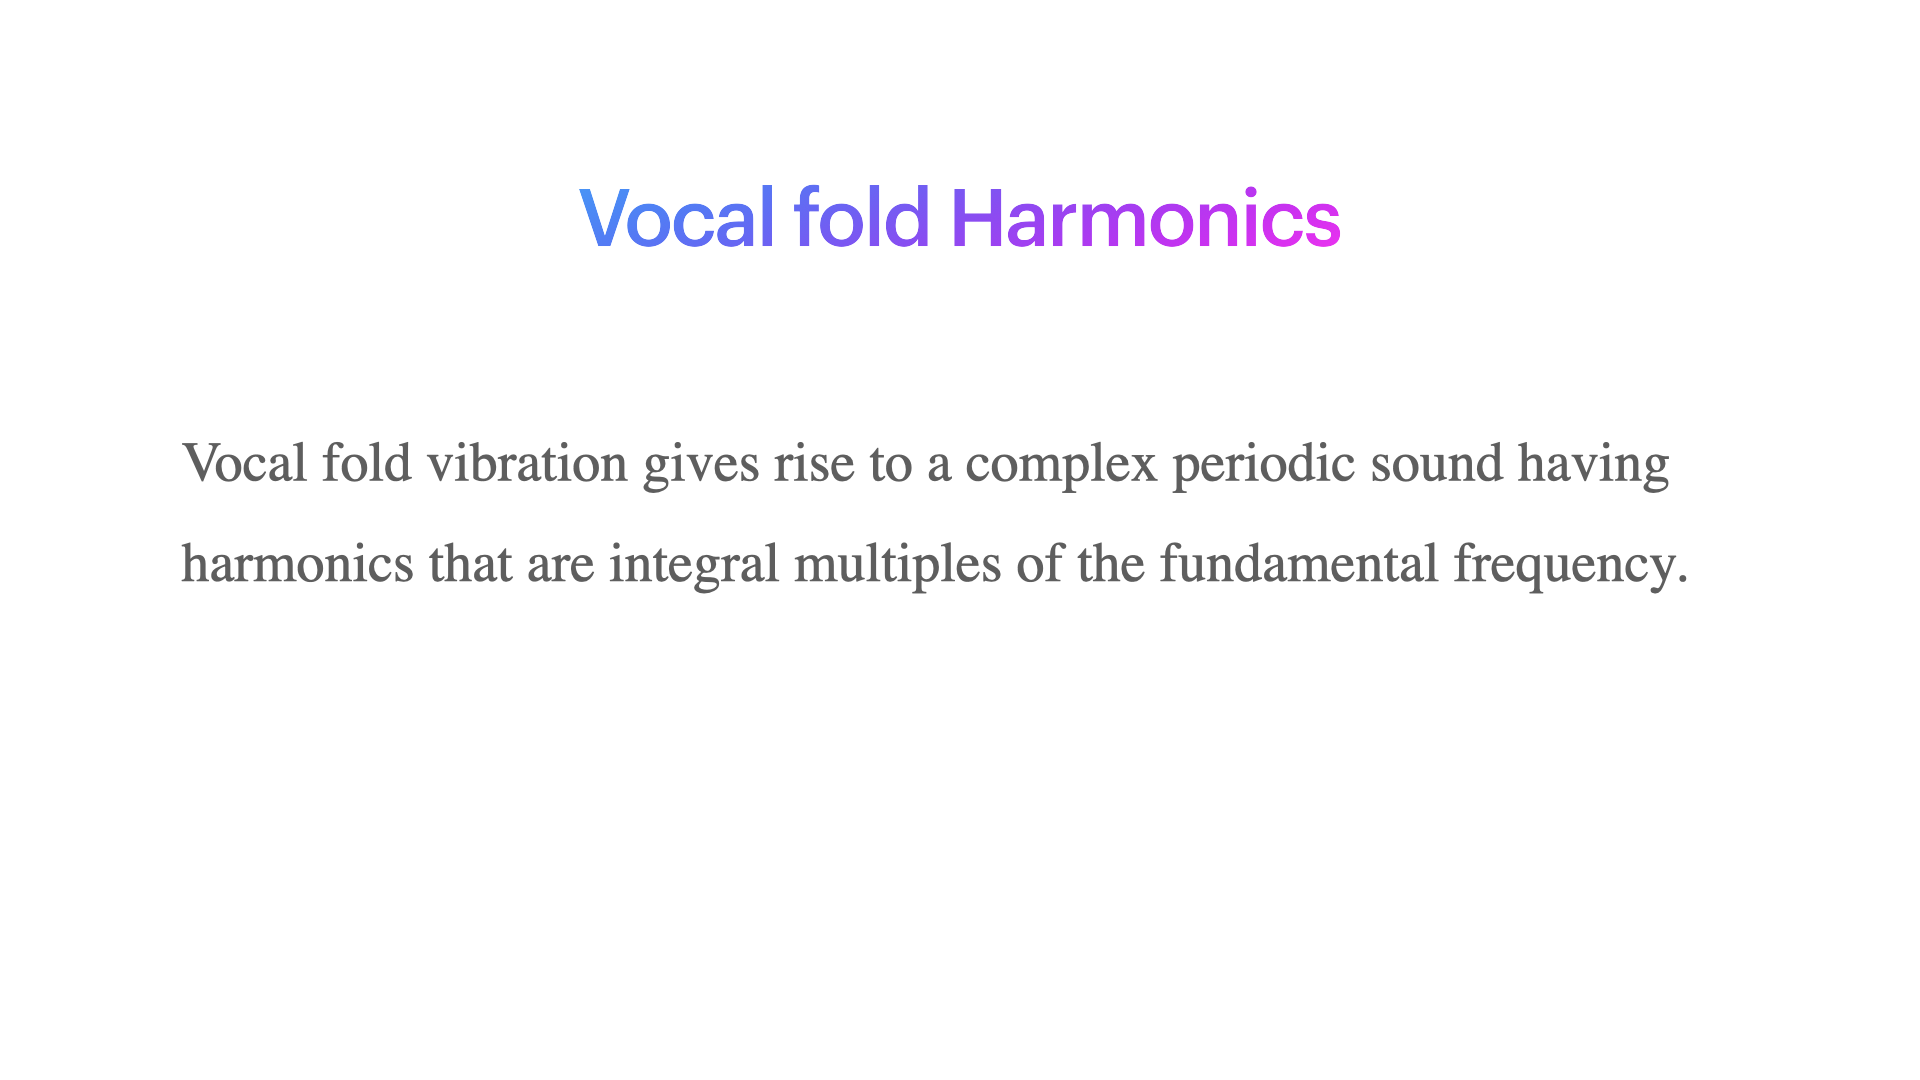 Vocal fold Harmonics
Vocal fold vibration gives rise to a complex periodic sound having
harmonics that are integral multiples of the fundamental frequency.